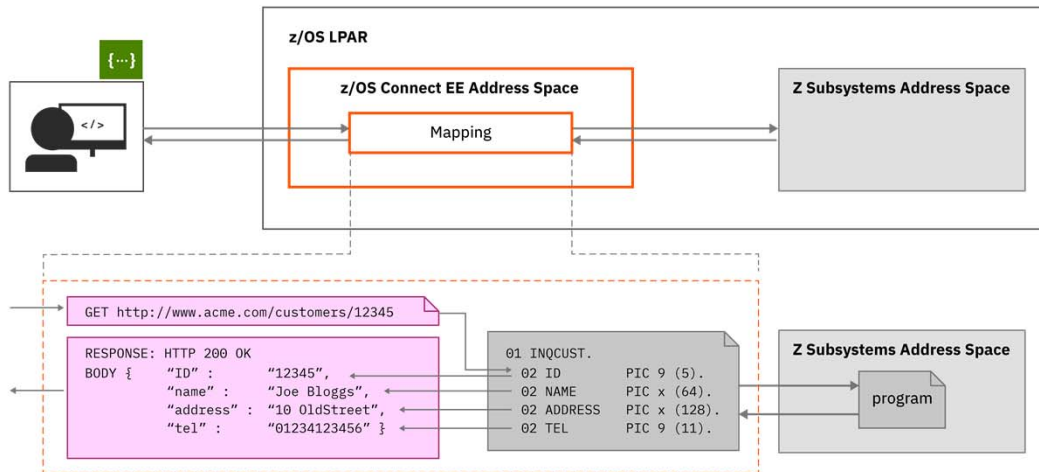 z/OS LPAR
{...}
z/OS Connect EE Address Space
Z Subsystems Address Space
</>
Mapping
GET http://www.acme.com/customers/12345
RESPONSE: HTTP 200 OK
BODY { “ID” : “12345”,
“name” : “Joe Bloggs”,
“address” : “10 OldStreet”,
“tel” : “01234123456” }
01 INQCUST.
02 ID PIC 9 (5).
02 NAME PIC x (64).
02 ADDRESS PIC x (128).
02 TEL PIC 9 (11).
Z Subsystems Address Space
program